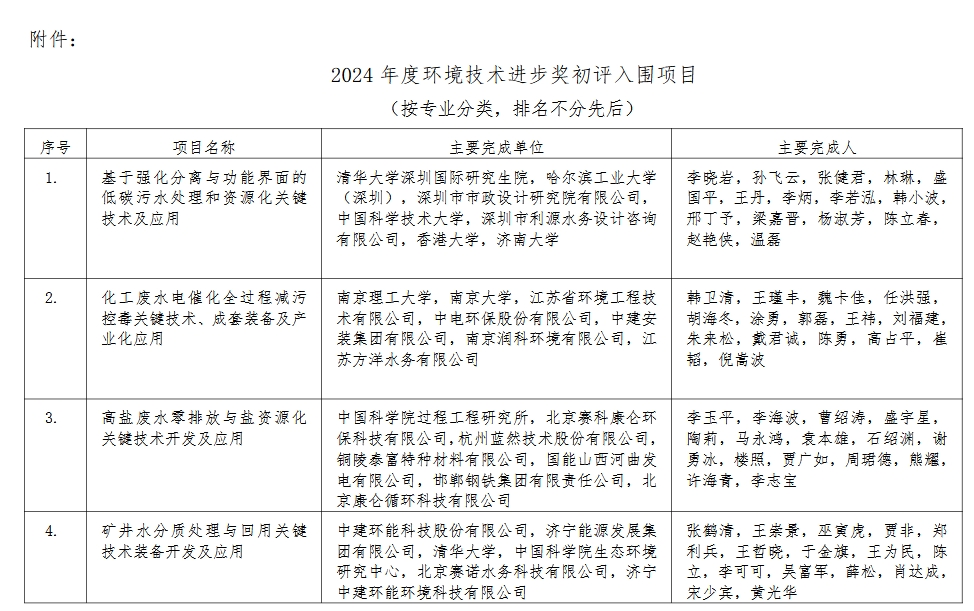 附件：
2024 年度环境技术进步奖初评入围项目
（按专业分类，排名不分先后）
序号 项目名称 主要完成单位 主要完成人
1.
基于强化分离与功能界面的
低碳污水处理和资源化关键
技术及应用
清华大学深圳国际研究生院，哈尔滨工业大学
（深圳），深圳市市政设计研究院有限公司，
中国科学技术大学，深圳市利源水务设计咨询
有限公司，香港大学，济南大学
李晓岩，孙飞云，张健君，林琳，盛
国平，王丹，李炳，李若泓，韩小波，
邢丁予，梁嘉晋，杨淑芳，陈立春，
赵艳侠，温磊
2.
化工废水电催化全过程减污
控毒关键技术、成套装备及产
业化应用
南京理工大学，南京大学，江苏省环境工程技
术有限公司，中电环保股份有限公司，中建安
装集团有限公司，南京润科环境有限公司，江
苏方洋水务有限公司
韩卫清，王瑾丰，魏卡佳，任洪强，
胡海冬，涂勇，郭磊，王祎，刘福建，
朱来松，戴君诚，陈勇，高占平，崔
韬，倪嵩波
3.
高盐废水零排放与盐资源化
关键技术开发及应用
中国科学院过程工程研究所，北京赛科康仑环
保科技有限公司，杭州蓝然技术股份有限公司，
铜陵泰富特种材料有限公司，国能山西河曲发
电有限公司，邯郸钢铁集团有限责任公司，北
京康仑循环科技有限公司
李玉平，李海波，曹绍涛，盛宇星，
陶莉，马永鸿，袁本雄，石绍渊，谢
勇冰，楼照，贾广如，周珺德，熊耀，
许海青，李志宝
4.
矿井水分质处理与回用关键
技术装备开发及应用
中建环能科技股份有限公司，济宁能源发展集
团有限公司，清华大学，中国科学院生态环境
研究中心，北京赛诺水务科技有限公司，济宁
中建环能环境科技有限公司
张鹤清，王崇景，巫寅虎，贾非，郑
利兵，王哲晓，于金旗，王为民，陈
立，李可可，吴富军，薛松，肖达成，
宋少宾，黄光华